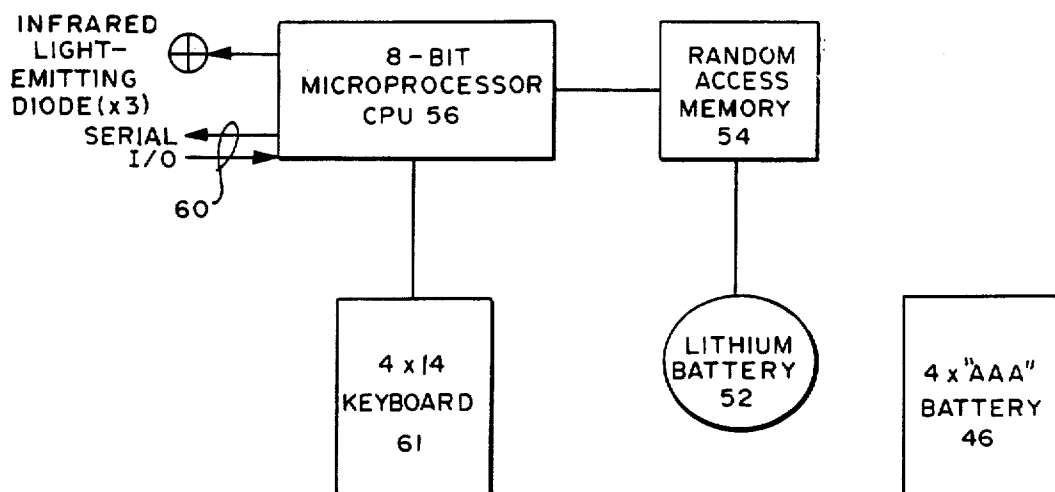 INFRARED
LIGHT-
EMITTING
DIODE(x3)
SERIAL
I/O
60
8-BIT
MICROPROCESSOR
CPU 56
RANDOM
ACCESS
MEMORY
54
4 x 14
KEYBOARD
61
LITHIUM
BATTERY
52
4 x "AAA"
BATTERY
46